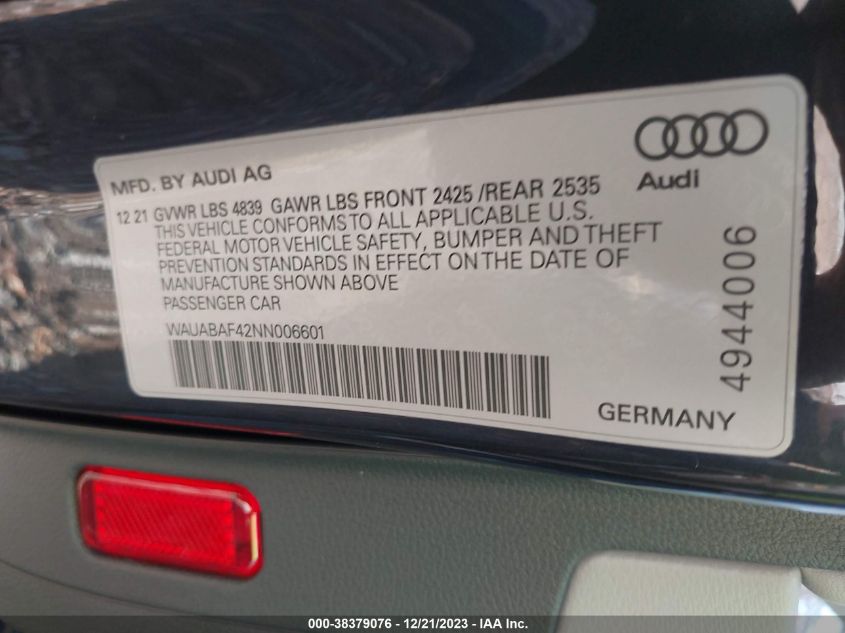 MFD. BY AUDI AG
12 21 GVWR LBS 4839 GAWR LBS FRONT 2425 /REAR 2535
THIS VEHICLE CONFORMS TO ALL APPLICABLE U.S.
FEDERAL MOTOR VEHICLE SAFETY, BUMPER AND THEFT
PREVENTION STANDARDS IN EFFECT ON THE DATE OF
MANUFACTURE SHOWN ABOVE
PASSENGER CAR
WAUABAF42NN006601
Audi
4944006
GERMANY
000-38379076 - 12/21/2023 - IAA Inc.